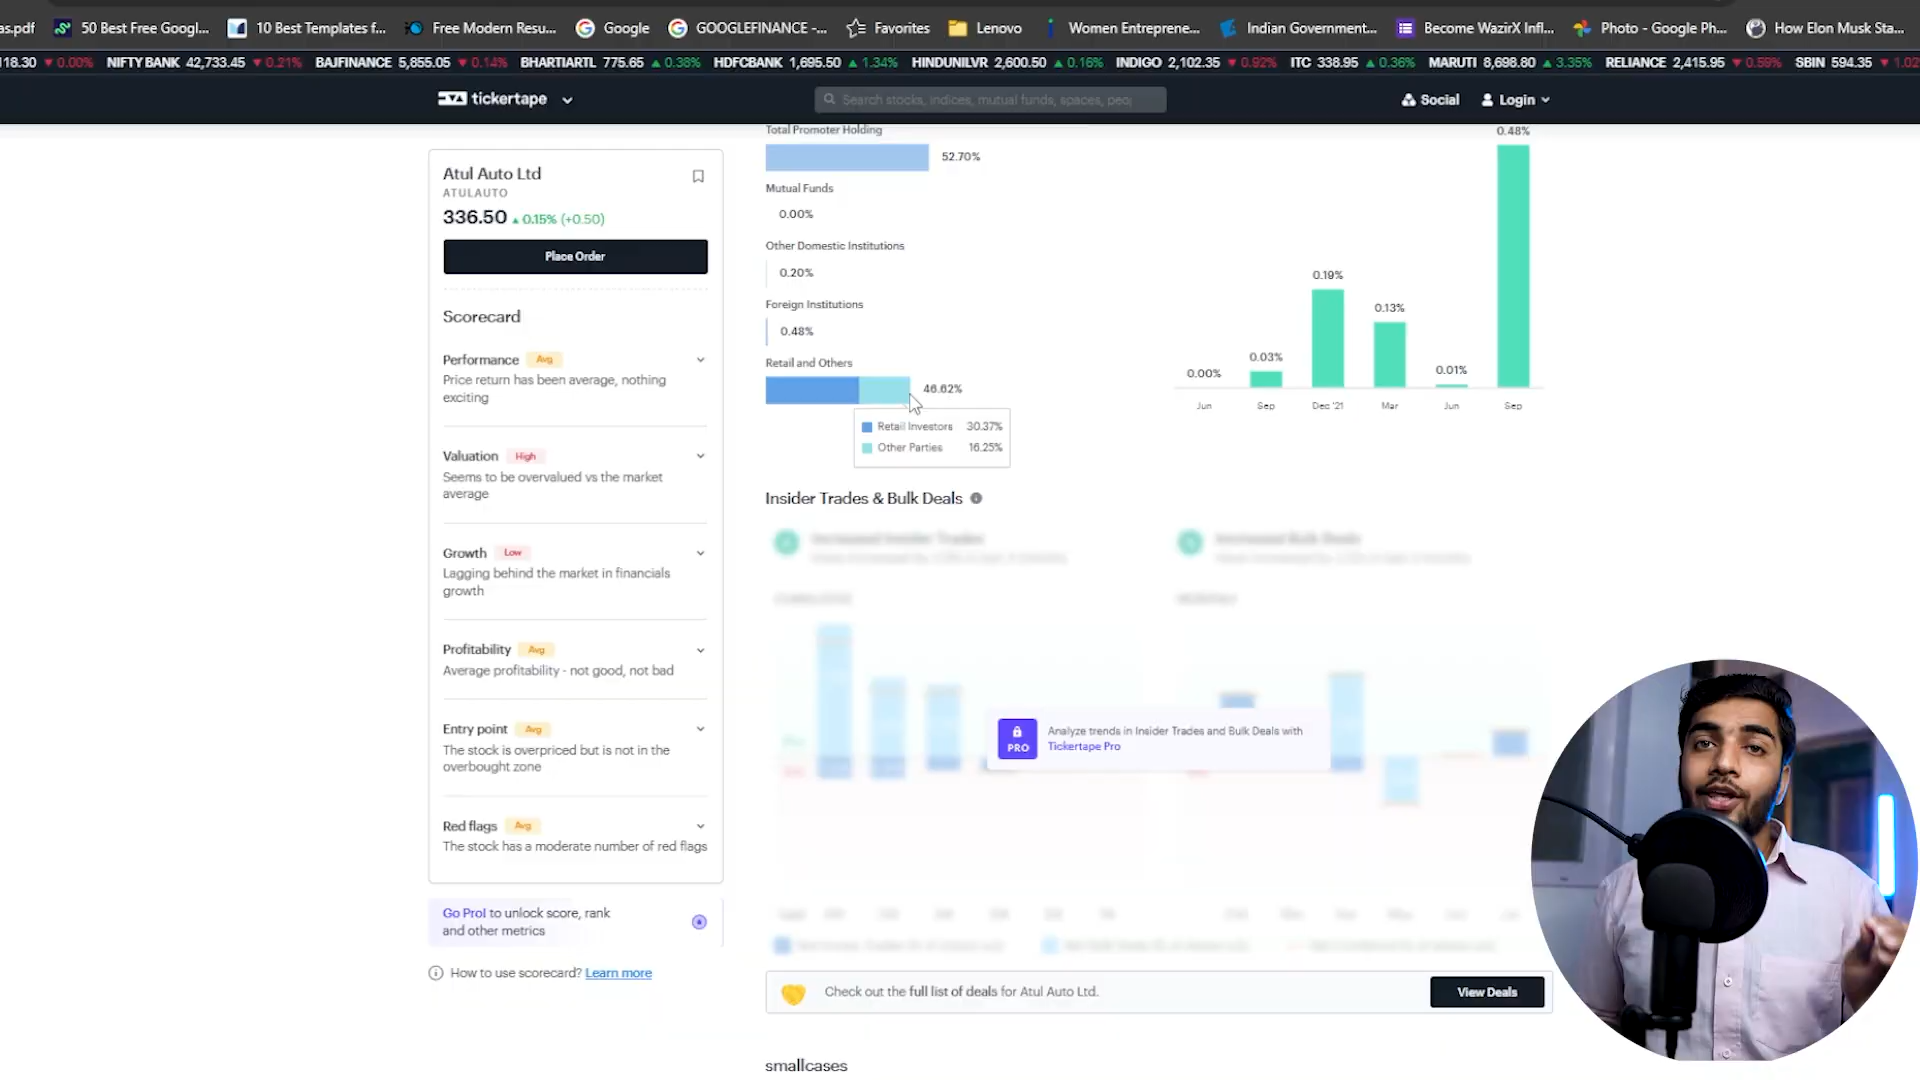 as.pdf
50 Best Free Googl...
10 Best Templates f...
Free Modern Resu...
Google
GOOGLEFINANCE -...
Favorites
Lenovo
Women Entreprene...
Indian Government...
Become WazirX Infl...
Photo - Google Ph...
How Elon Musk Sta...
118.30 ▼ 0.00% NIFTY BANK 42,733.45 ▼ 0.21% BAJFINANCE 5,855.05 ▼ 0.14% BHARTIARTL 775.65 ▲ 0.38% HDFCBANK 1,695.50 ▲ 1.34% HINDUNILVR 2,600.50 ▲ 0.16% INDIGO 2,102.35 ▼ 0.92% ITC 338.95 ▲ 0.36% MARUTI 8,698.80 ▲ 3.35% RELIANCE 2,415.95 ▼ 0.59% SBIN 594.35 ▼ 1.02
tickertape
Search stocks, indices, mutual funds, spaces, peo
Social
Login
Atul Auto Ltd
ATULAUTO
336.50 ▲ 0.15% (+0.50)
Place Order
Scorecard
Performance Avg
Price return has been average, nothing
exciting
Valuation High
Seems to be overvalued vs the market
average
Growth Low
Lagging behind the market in financials
growth
Profitability Avg
Average profitability - not good, not bad
Entry point Avg
The stock is overpriced but is not in the
overbought zone
Red flags Avg
The stock has a moderate number of red flags
Go Pro! to unlock score, rank
and other metrics
How to use scorecard? Learn more
Total Promoter Holding
52.70%
Mutual Funds
0.00%
Other Domestic Institutions
0.20%
Foreign Institutions
0.48%
Retail and Others
46.62%
Retail Investors 30.37%
Other Parties 16.25%
0.00%
0.03%
0.19%
0.13%
0.01%
0.48%
Jun
Sep
Dec '21
Mar
Jun
Sep
Insider Trades & Bulk Deals
Increased Insider Trades
Increased Bulk Deals
PRO
Analyze trends in Insider Trades and Bulk Deals with
Tickertape Pro
Check out the full list of deals for Atul Auto Ltd.
View Deals
smallcases